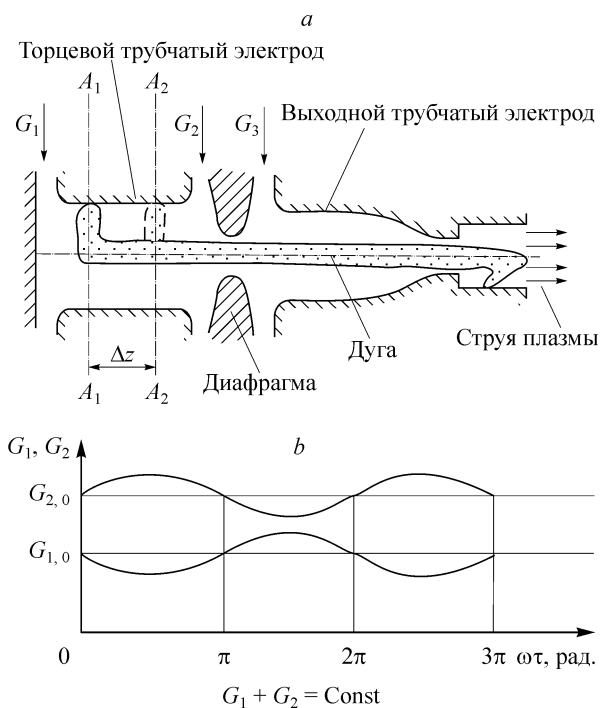 a
Торцевой трубчатый электрод
A1 A2
G1 G2 G3 Выходной трубчатый электрод
Δz
Дуга
Струя плазмы
Диафрагма
A1 A2
b
G1, G2
G2, 0
G1, 0
0 π 2π 3π ωτ, рад.
G1 + G2 = Const